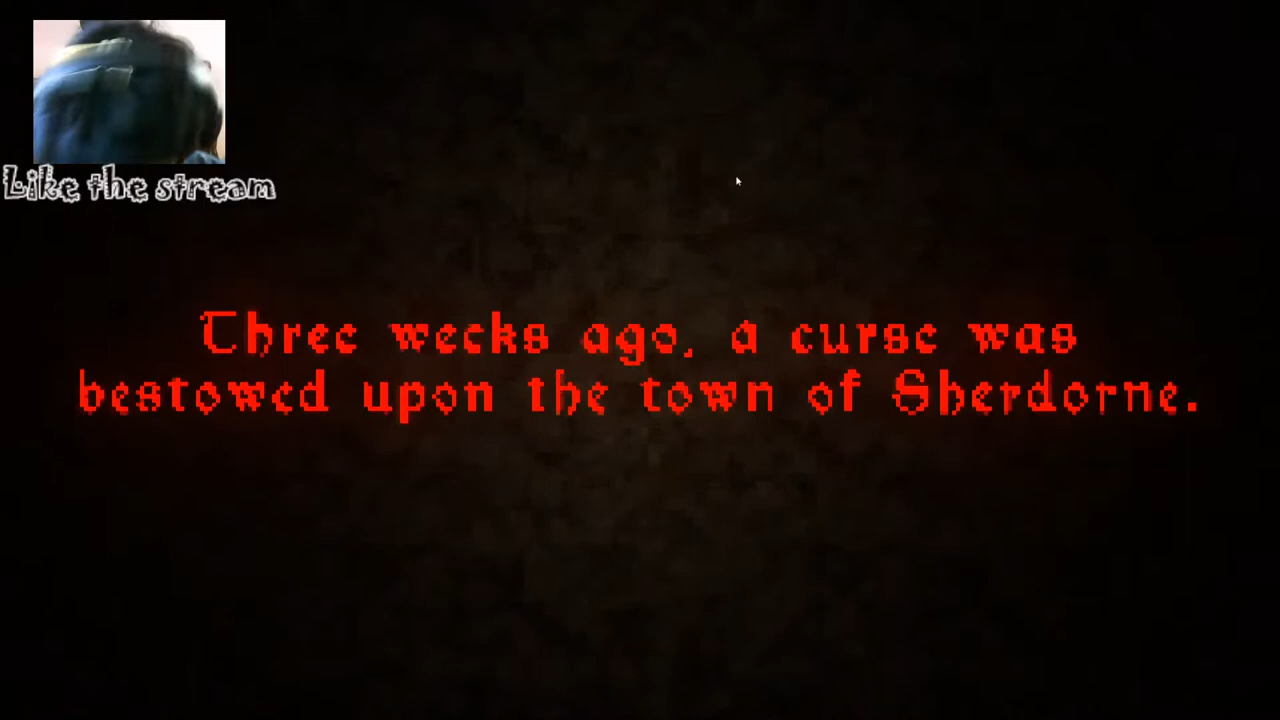 Like the stream
Three weeks ago, a curse was
bestowed upon the town of Sherdorne.